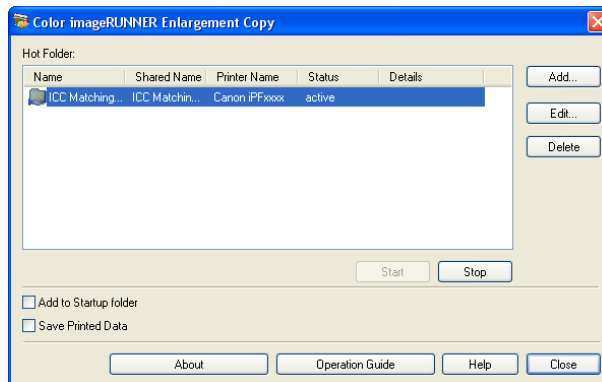 Color imageRUNNER Enlargement Copy
Hot Folder:
Name Shared Name Printer Name Status Details
ICC Matching... ICC Matchin... Canon iPFxxxx active
Add...
Edit...
Delete
Start Stop
Add to Startup folder
Save Printed Data
About Operation Guide Help Close